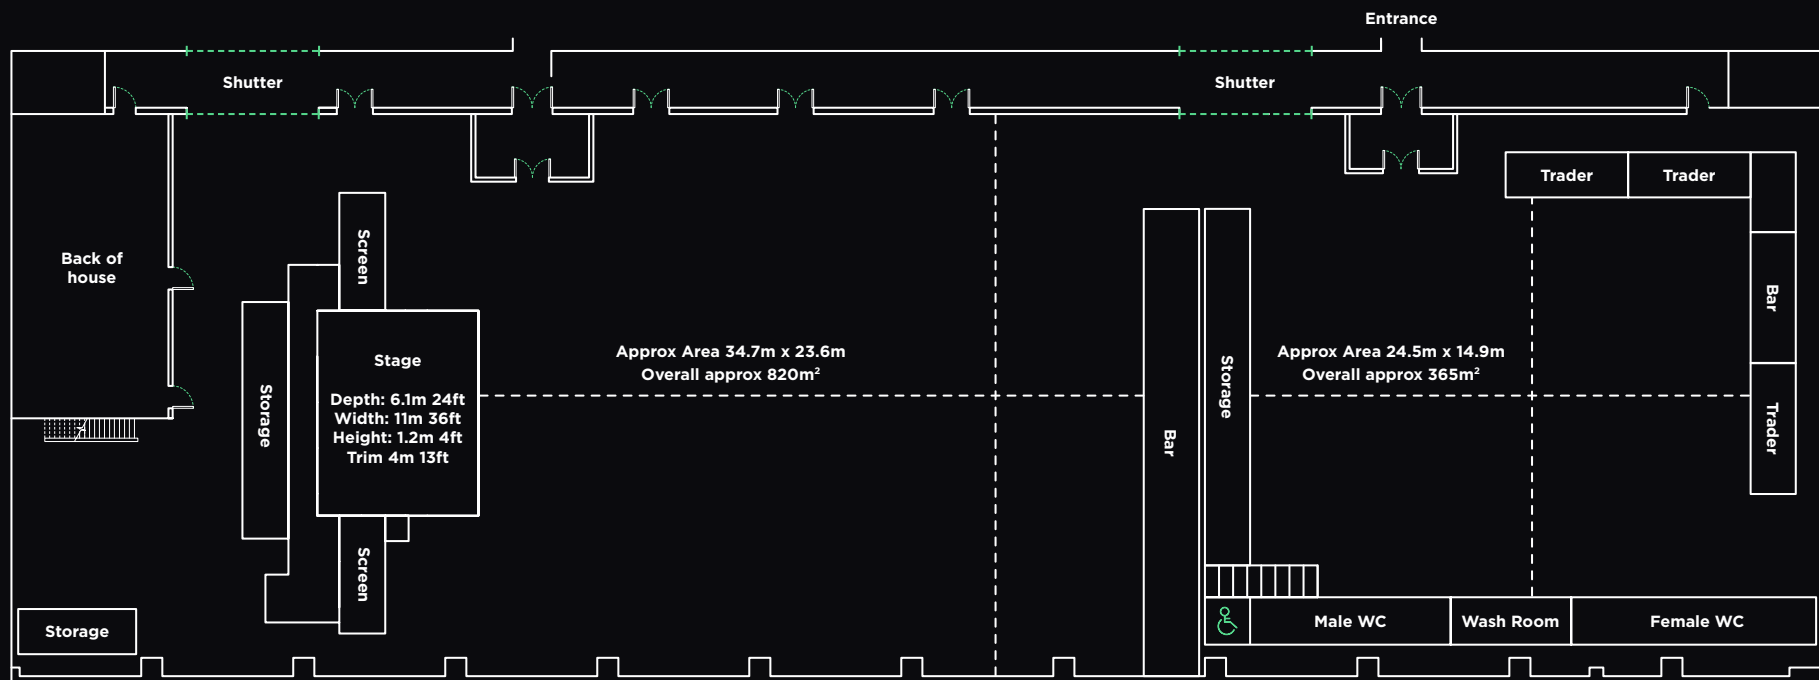 Entrance
Shutter
Shutter
Trader
Trader
Screen
Back of
house
Bar
Approx Area 34.7m x 23.6m
Overall approx 820m²
Approx Area 24.5m x 14.9m
Overall approx 365m²
Stage
Depth: 6.1m 24ft
Width: 11m 36ft
Height: 1.2m 4ft
Trim 4m 13ft
Storage
Storage
Bar
Trader
Screen
Storage
Male WC
Wash Room
Female WC